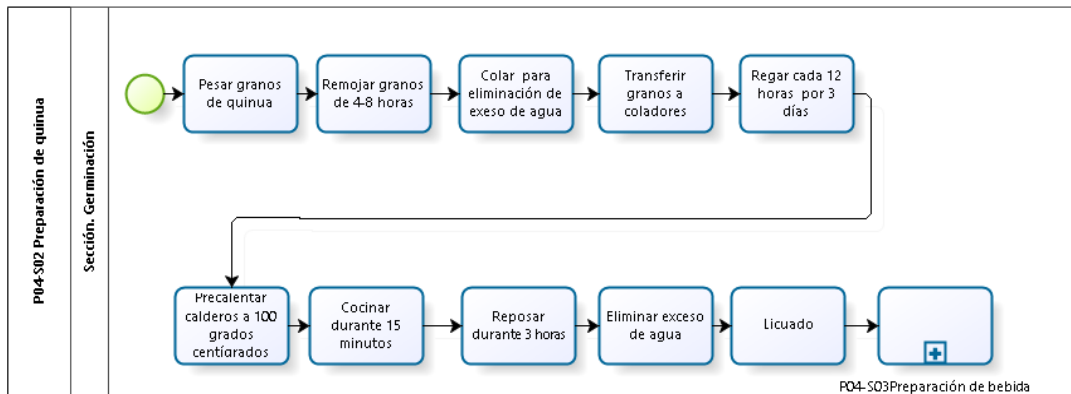 P04-S02 Preparación de quinua
Sección. Germinación
Pesar granos
de quinua
Remojar granos
de 4-8 horas
Colar para
eliminación de
exeso de agua
Transferir
granos a
coladores
Regar cada 12
horas por 3
días
Precalentar
calderos a 100
grados
centígrados
Cocinar
durante 15
minutos
Reposar
durante 3 horas
Eliminar exceso
de agua
Licuado
P04-S03Preparación de bebida